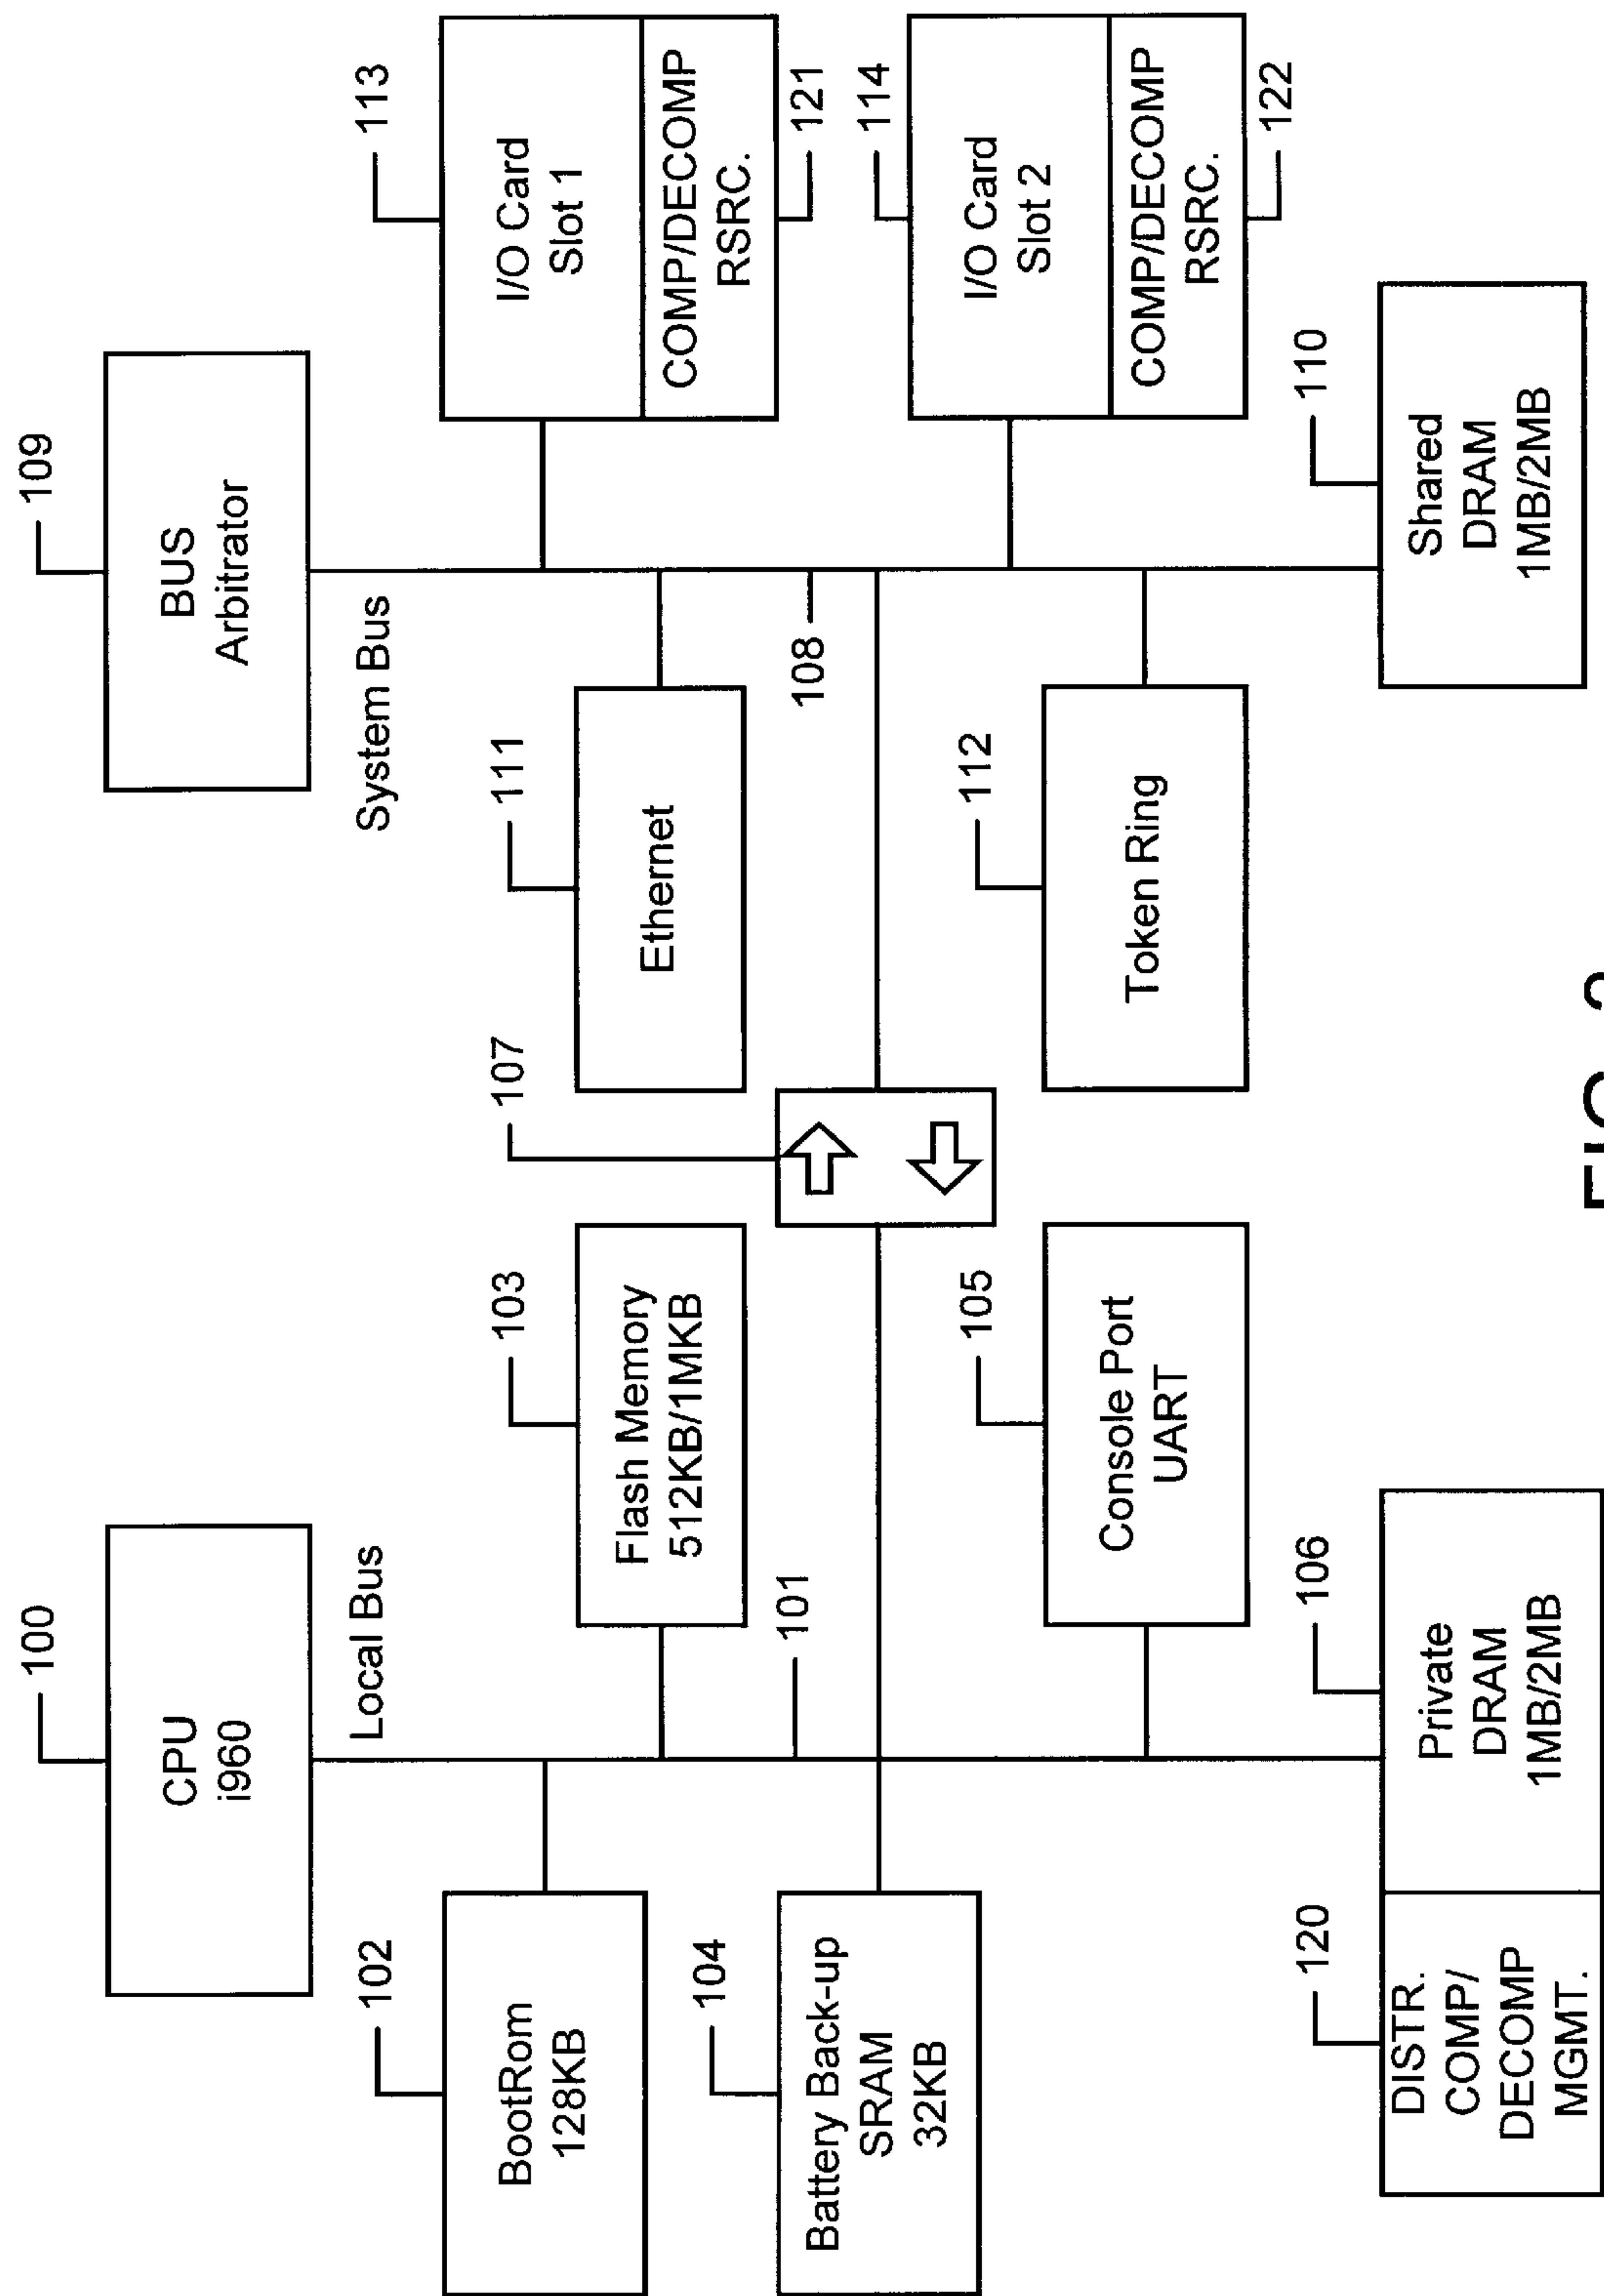 100
CPU
i960
Local Bus
109
BUS
Arbitrator
System Bus
102
BootRom
128KB
103
Flash Memory
512KB/1MKB
107
111
Ethernet
113
I/O Card
Slot 1
COMP/DECOMP
RSRC.
121
101
108
104
Battery Back-up
SRAM
32KB
105
Console Port
UART
112
Token Ring
114
I/O Card
Slot 2
COMP/DECOMP
RSRC.
122
120
DISTR.
COMP/
DECOMP
MGMT.
106
Private
DRAM
1MB/2MB
110
Shared
DRAM
1MB/2MB